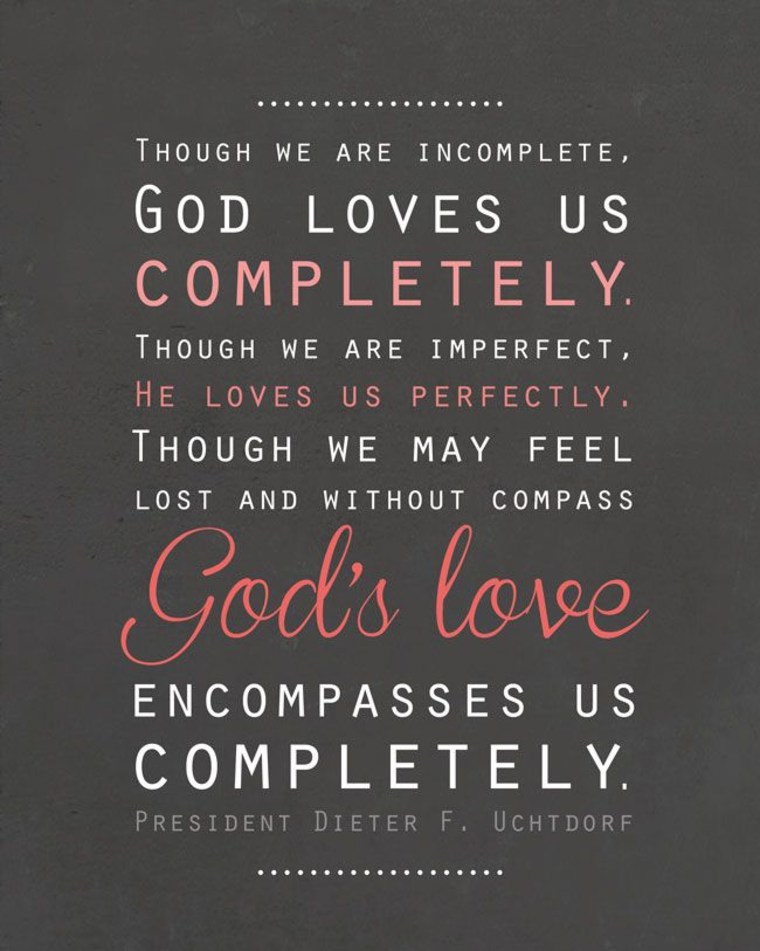 Though we are incomplete,
God loves us
completely.
Though we are imperfect,
He loves us perfectly.
Though we may feel
lost and without compass
God's love
encompasses us
completely.
President Dieter F. Uchtdorf